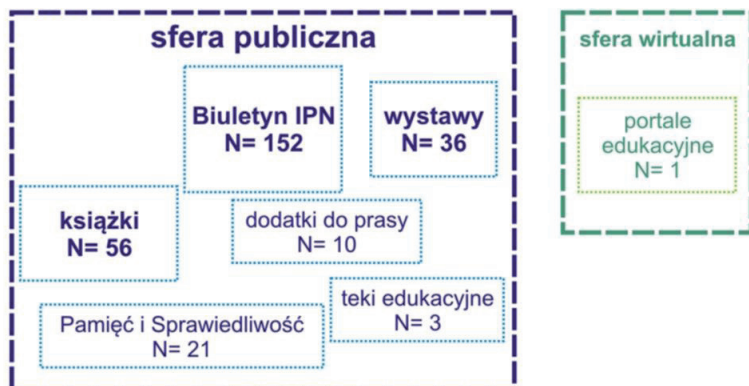 sfera publiczna
Biuletyn IPN
N= 152
wystawy
N= 36
książki
N= 56
dodatki do prasy
N= 10
teki edukacyjne
N= 3
Pamięć i Sprawiedliwość
N= 21
sfera wirtualna
portale
edukacyjne
N= 1